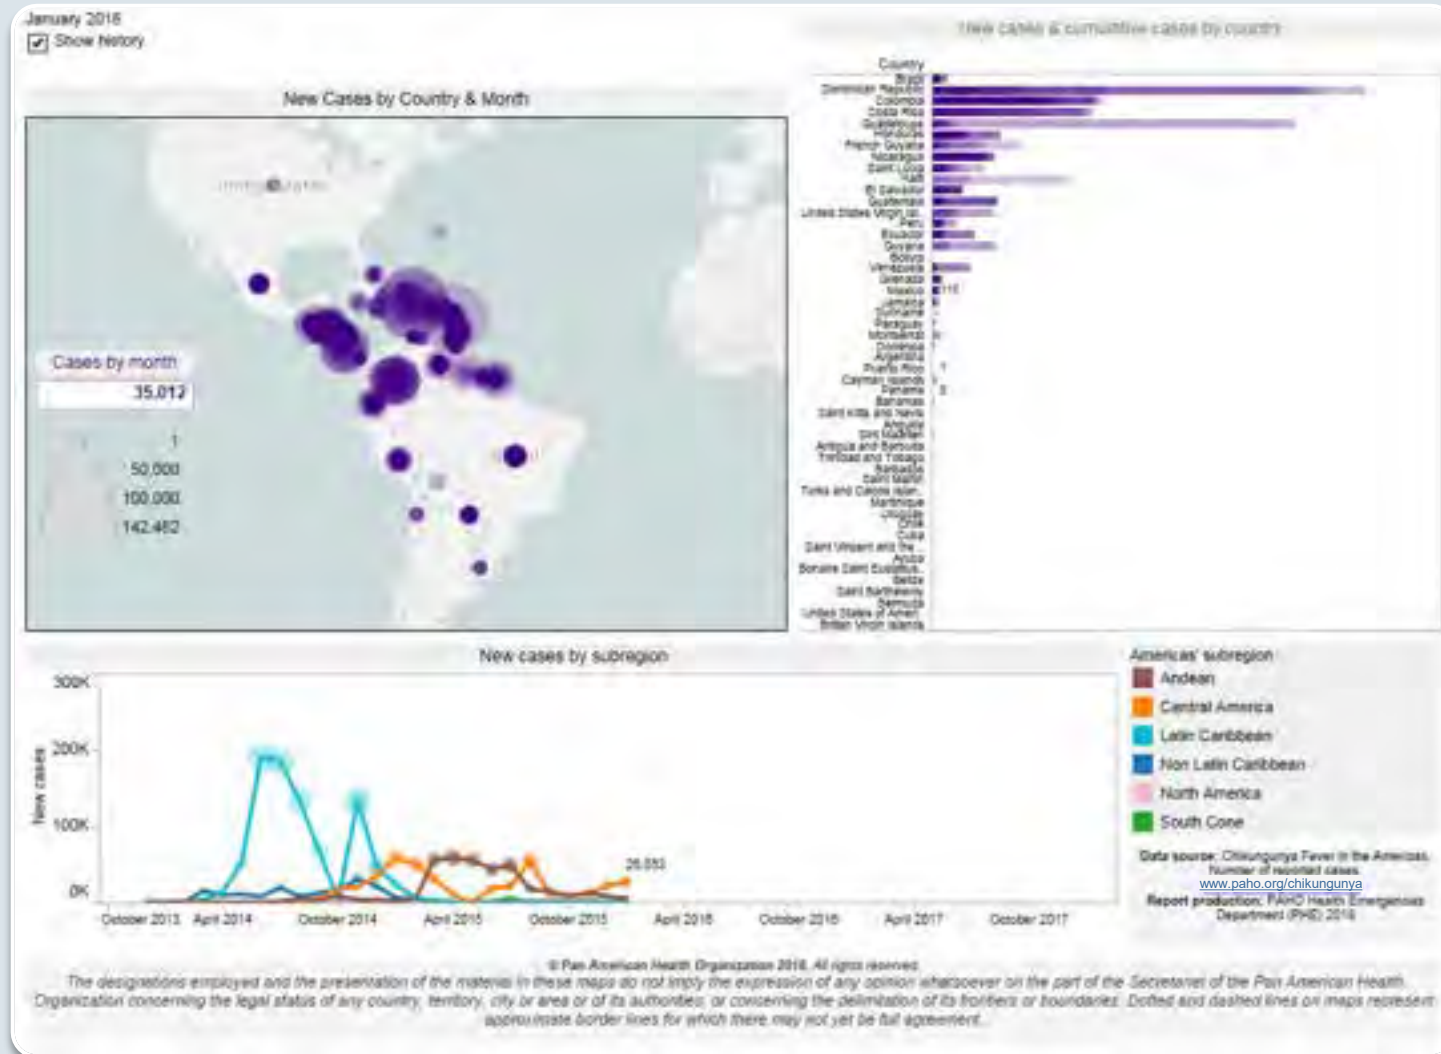 January 2016
Show history
New Cases by Country & Month
United States
Cases by month
35,012
1
50,000
100,000
142,462
New cases & cumulative cases by country
Country
Brazil
Dominican Republic
Colombia
Costa Rica
Guadeloupe
Honduras
French Guyana
Nicaragua
Saint Lucia
Haiti
El Salvador
Guatemala
United States Virgin Isl..
Peru
Ecuador
Guyana
Bolivia
Venezuela
Grenada
Mexico
Jamaica
Suriname
Paraguay
Montserrat
Dominica
Argentina
Puerto Rico
Cayman Islands
Panama
Bahamas
Saint Kitts and Nevis
Anguilla
Sint Maarten
Antigua and Barbuda
Trinidad and Tobago
Barbados
Saint Martin
Turks and Caicos Islan..
Martinique
Uruguay
Chile
Cuba
Saint Vincent and the ..
Aruba
Bonaire Saint Eustatius..
Belize
Saint Barthelemy
Bermuda
United States of Ameri..
British Virgin Islands
New cases by subregion
New cases
300K
200K
100K
0K
October 2013 April 2014 October 2014 April 2015 October 2015 April 2016 October 2016 April 2017 October 2017
Americas' subregion
Andean
Central America
Latin Caribbean
Non Latin Caribbean
North America
South Cone
Data source: Chikungunya Fever in the Americas.
Number of reported cases.
www.paho.org/chikungunya
Report production: PAHO Health Emergencies
Department (PHE) 2016
© Pan American Health Organization 2016. All rights reserved.
The designations employed and the presentation of the material in these maps do not imply the expression of any opinion whatsoever on the part of the Secretariat of the Pan American Health
Organization concerning the legal status of any country, territory, city or area or of its authorities, or concerning the delimitation of its frontiers or boundaries. Dotted and dashed lines on maps represent
approximate border lines for which there may not yet be full agreement.